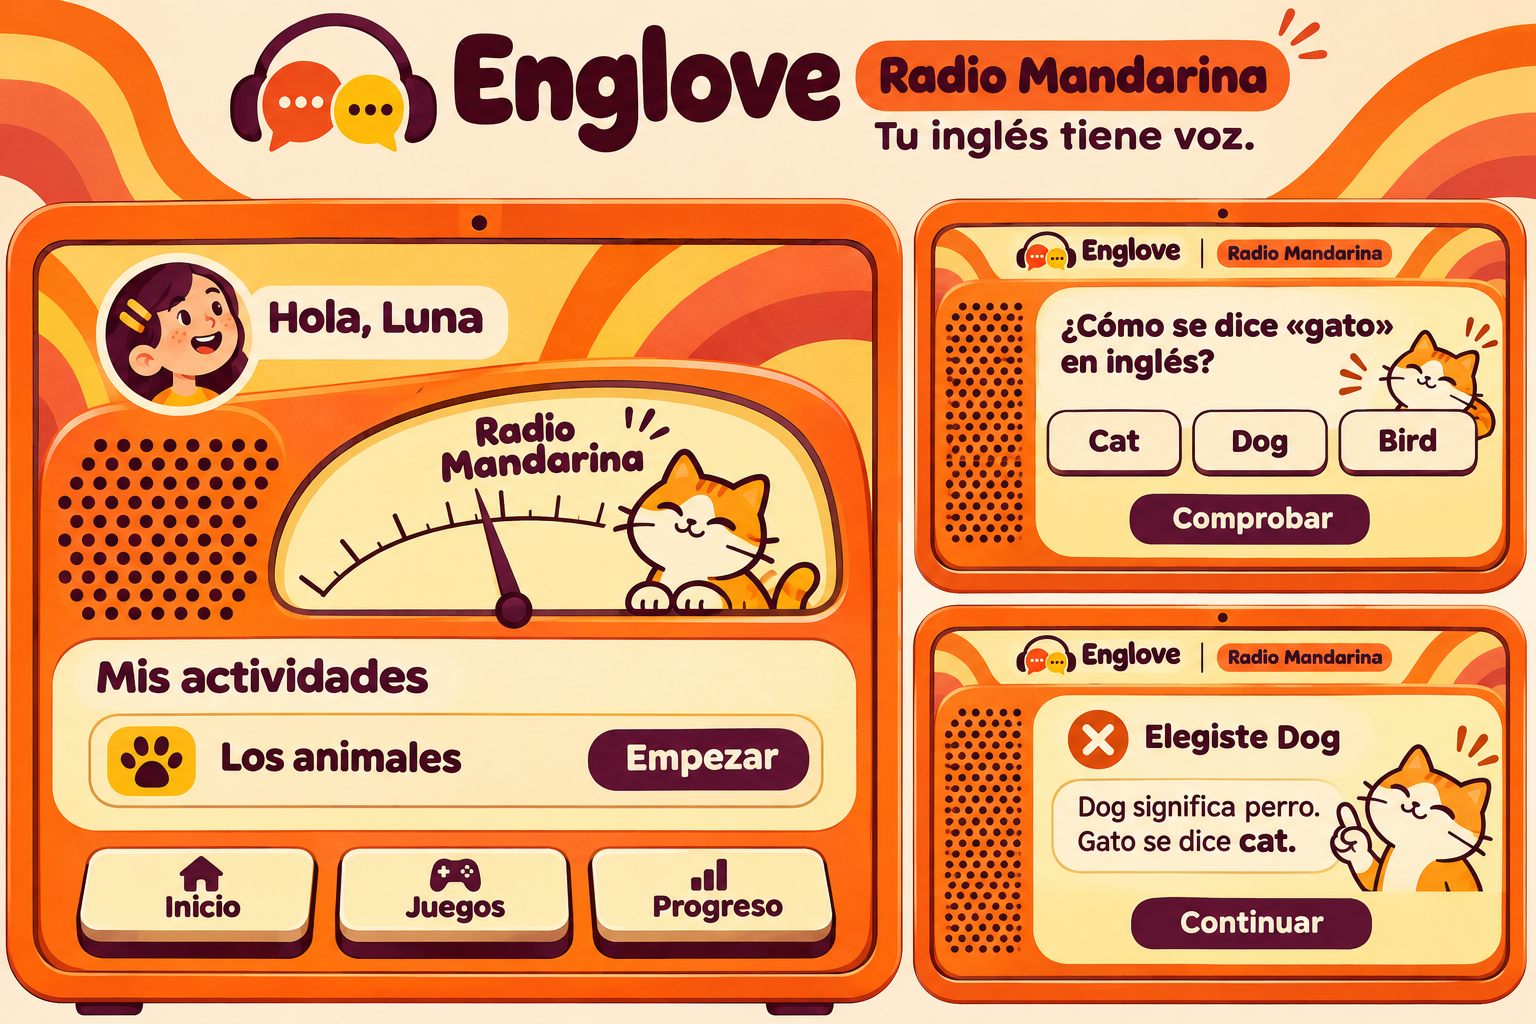 Englove
Radio Mandarina
Tu inglés tiene voz.
Hola, Luna
Radio
Mandarina
Mis actividades
Los animales
Empezar
Inicio
Juegos
Progreso
Englove | Radio Mandarina
¿Cómo se dice «gato»
en inglés?
Cat
Dog
Bird
Comprobar
Englove | Radio Mandarina
Elegiste Dog
Dog significa perro.
Gato se dice cat.
Continuar